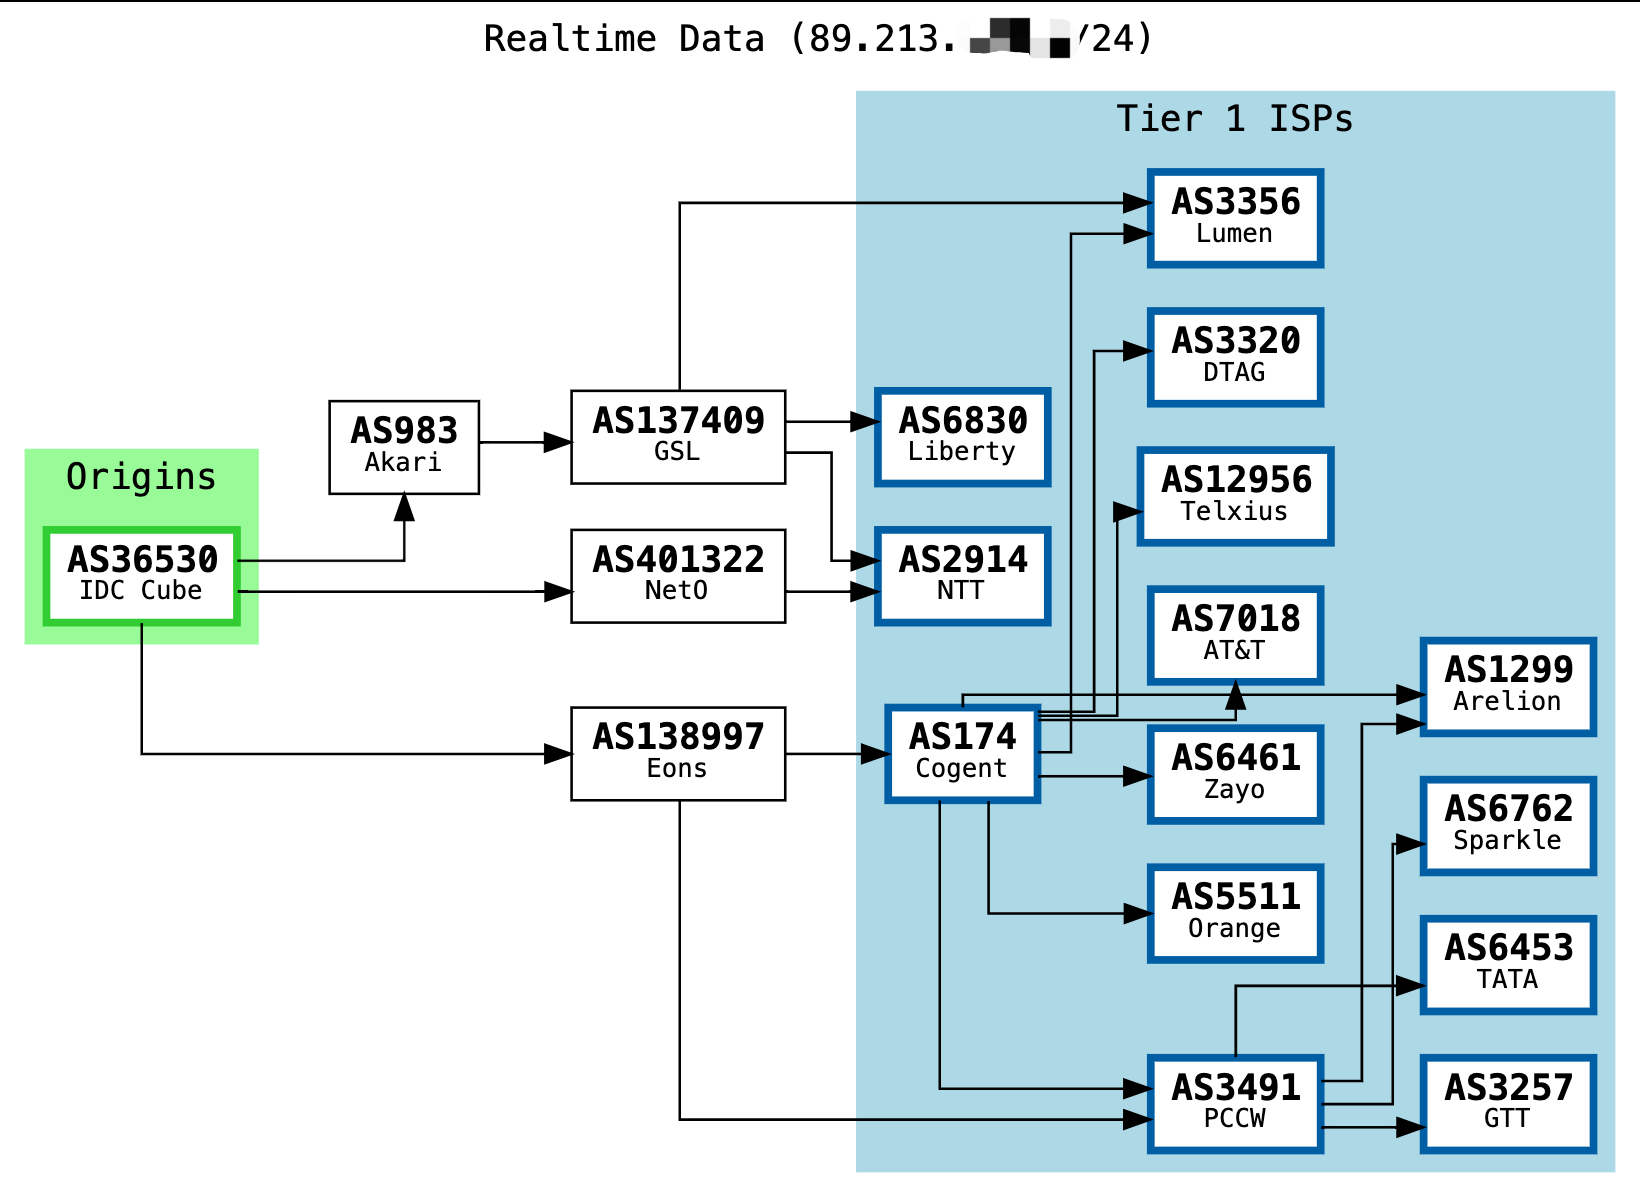 Realtime Data (89.213. /24)
Tier 1 ISPs
AS3356
Lumen
AS3320
DTAG
AS983
Akari
AS137409
GSL
AS6830
Liberty
AS12956
Telxius
Origins
AS36530
IDC Cube
AS401322
NetO
AS2914
NTT
AS7018
AT&T
AS1299
Arelion
AS138997
Eons
AS174
Cogent
AS6461
Zayo
AS6762
Sparkle
AS5511
Orange
AS6453
TATA
AS3491
PCCW
AS3257
GTT